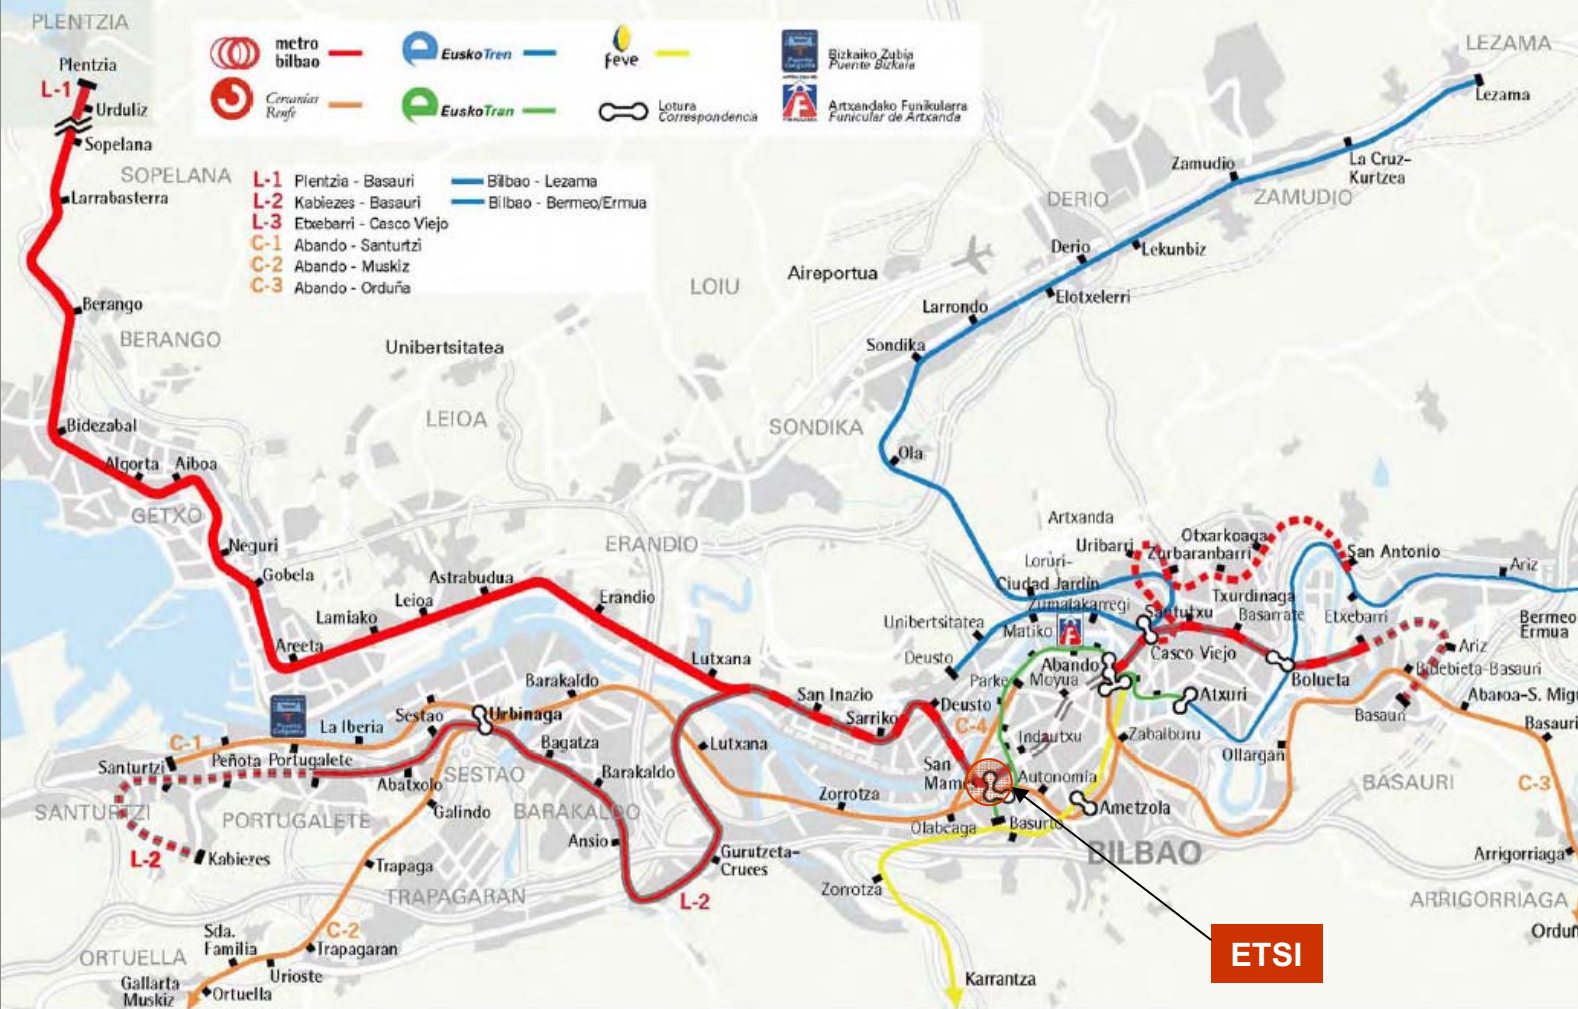 PLENTZIA
Plentzia
L-1
Urduliz
Sopelana
SOPELANA
Larrabasterra
Berango
BERANGO
Bidezabal
Algorta
Aiboa
GETXO
Neguri
Gobela
Areeta
Lamiako
Leioa
Astrabudua
Erandio
Lutxana
San Inazio
Sarriko
Deusto
metro
bilbao
EuskoTren
feve
Bizkaiko Zubia
Puente Bizkaia
Cercanías
Renfe
EuskoTran
Lotura
Correspondencia
Artxandako Funikularra
Funicular de Artxanda
L-1 Plentzia - Basauri
L-2 Kabiezes - Basauri
L-3 Etxebarri - Casco Viejo
C-1 Abando - Santurtzi
C-2 Abando - Muskiz
C-3 Abando - Orduña
Bilbao - Lezama
Bilbao - Bermeo/Ermua
LEZAMA
Lezama
La Cruz-
Kurtzea
Zamudio
ZAMUDIO
DERIO
Lekunbiz
Derio
Elotxelerri
Aireportua
LOIU
Larrondo
Sondika
SONDIKA
Unibertsitatea
LEIOA
ERANDIO
Ola
Artxanda
Uribarri
Otxarkoaga
Zurbaranbarri
San Antonio
Ariz
Loruri-
Ciudad Jardín
Txurdinaga
Zumalakarregi
Santutxu
Basarrate
Etxebarri
Bermeo
Ermua
Unibertsitatea
Matiko
Deusto
Casco Viejo
Abando
Parke
Moyua
Bolueta
Ariz
Bidebieta-Basauri
Atxuri
Abaroa-S. Migu
Basauri
Basauri
C-4
Indautxu
Zabalburu
Ollargan
BASAURI
C-3
San
Mam
Autonomía
Ametzola
Olabeaga
Basurto
BILBAO
Zorrotza
Zorrotza
Karrantza
Arrigorriaga
ARRIGORRIAGA
Orduñ
ETSI
Barakaldo
Sestao
Urbinaga
La Iberia
C-1
Santurtzi
Peñota
Portugalete
Abatxolo
SESTAO
Bagatza
Barakaldo
BARAKALDO
Lutxana
SANTURTZI
PORTUGALETE
Galindo
Ansio
Gurutzeta-
Cruces
L-2
L-2
Kabiezes
Trapaga
TRAPAGARAN
Sda.
Familia
C-2
Trapagaran
ORTUELLA
Urioste
Gallarta
Muskiz
Ortuella